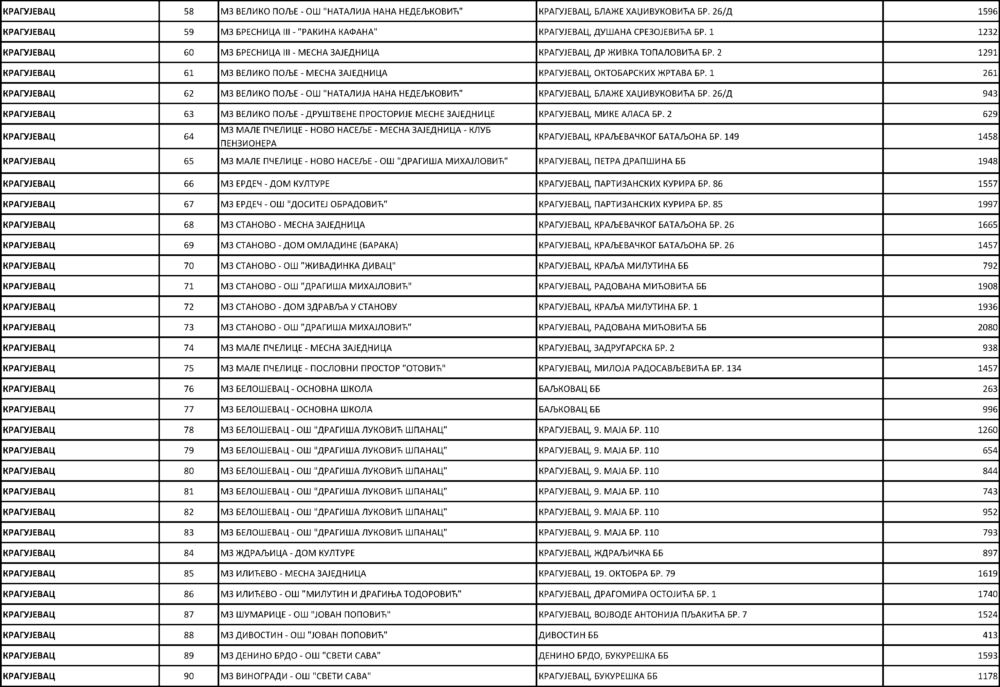 КРАГУЈЕВАЦ 58 МЗ ВЕЛИКО ПОЉЕ - ОШ "НАТАЛИЈА НАНА НЕДЕЉКОВИЋ" КРАГУЈЕВАЦ, БЛАЖЕ ХАЏИВУКОВИЋА БР. 26/Д 1596
КРАГУЈЕВАЦ 59 МЗ БРЕСНИЦА III - "РАКИНА КАФАНА" КРАГУЈЕВАЦ, ДУШАНА СРЕЗОЈЕВИЋА БР. 1 1232
КРАГУЈЕВАЦ 60 МЗ БРЕСНИЦА III - МЕСНА ЗАЈЕДНИЦА КРАГУЈЕВАЦ, ДР ЖИВКА ТОПАЛОВИЋА БР. 2 1291
КРАГУЈЕВАЦ 61 МЗ ВЕЛИКО ПОЉЕ - МЕСНА ЗАЈЕДНИЦА КРАГУЈЕВАЦ, ОКТОБАРСКИХ ЖРТАВА БР. 1 261
КРАГУЈЕВАЦ 62 МЗ ВЕЛИКО ПОЉЕ - ОШ "НАТАЛИЈА НАНА НЕДЕЉКОВИЋ" КРАГУЈЕВАЦ, БЛАЖЕ ХАЏИВУКОВИЋА БР. 26/Д 943
КРАГУЈЕВАЦ 63 МЗ ВЕЛИКО ПОЉЕ - ДРУШТВЕНЕ ПРОСТОРИЈЕ МЕСНЕ ЗАЈЕДНИЦЕ КРАГУЈЕВАЦ, МИКЕ АЛАСА БР. 2 629
КРАГУЈЕВАЦ 64 МЗ МАЛЕ ПЧЕЛИЦЕ - НОВО НАСЕЉЕ - МЕСНА ЗАЈЕДНИЦА - КЛУБ
ПЕНЗИОНЕРА КРАГУЈЕВАЦ, КРАЉЕВАЧКОГ БАТАЉОНА БР. 149 1458
КРАГУЈЕВАЦ 65 МЗ МАЛЕ ПЧЕЛИЦЕ - НОВО НАСЕЉЕ - ОШ "ДРАГИША МИХАЈЛОВИЋ" КРАГУЈЕВАЦ, ПЕТРА ДРАПШИНА ББ 1948
КРАГУЈЕВАЦ 66 МЗ ЕРДЕЧ - ДОМ КУЛТУРЕ КРАГУЈЕВАЦ, ПАРТИЗАНСКИХ КУРИРА БР. 86 1557
КРАГУЈЕВАЦ 67 МЗ ЕРДЕЧ - ОШ "ДОСИТЕЈ ОБРАДОВИЋ" КРАГУЈЕВАЦ, ПАРТИЗАНСКИХ КУРИРА БР. 85 1997
КРАГУЈЕВАЦ 68 МЗ СТАНОВО - МЕСНА ЗАЈЕДНИЦА КРАГУЈЕВАЦ, КРАЉЕВАЧКОГ БАТАЉОНА БР. 26 1665
КРАГУЈЕВАЦ 69 МЗ СТАНОВО - ДОМ ОМЛАДИНЕ (БАРАКА) КРАГУЈЕВАЦ, КРАЉЕВАЧКОГ БАТАЉОНА БР. 26 1457
КРАГУЈЕВАЦ 70 МЗ СТАНОВО - ОШ "ЖИВАДИНКА ДИВАЦ" КРАГУЈЕВАЦ, КРАЉА МИЛУТИНА ББ 792
КРАГУЈЕВАЦ 71 МЗ СТАНОВО - ОШ "ДРАГИША МИХАЈЛОВИЋ" КРАГУЈЕВАЦ, РАДОВАНА МИЋОВИЋА ББ 1908
КРАГУЈЕВАЦ 72 МЗ СТАНОВО - ДОМ ЗДРАВЉА У СТАНОВУ КРАГУЈЕВАЦ, КРАЉА МИЛУТИНА БР. 1 1936
КРАГУЈЕВАЦ 73 МЗ СТАНОВО - ОШ "ДРАГИША МИХАЈЛОВИЋ" КРАГУЈЕВАЦ, РАДОВАНА МИЋОВИЋА ББ 2080
КРАГУЈЕВАЦ 74 МЗ МАЛЕ ПЧЕЛИЦЕ - МЕСНА ЗАЈЕДНИЦА КРАГУЈЕВАЦ, ЗАДРУГАРСКА БР. 2 938
КРАГУЈЕВАЦ 75 МЗ МАЛЕ ПЧЕЛИЦЕ - ПОСЛОВНИ ПРОСТОР "ОТОВИЋ" КРАГУЈЕВАЦ, МИЛОЈА РАДОСАВЉЕВИЋА БР. 134 1457
КРАГУЈЕВАЦ 76 МЗ БЕЛОШЕВАЦ - ОСНОВНА ШКОЛА БАЉКОВАЦ ББ 263
КРАГУЈЕВАЦ 77 МЗ БЕЛОШЕВАЦ - ОСНОВНА ШКОЛА БАЉКОВАЦ ББ 996
КРАГУЈЕВАЦ 78 МЗ БЕЛОШЕВАЦ - ОШ "ДРАГИША ЛУКОВИЋ ШПАНАЦ" КРАГУЈЕВАЦ, 9. МАЈА БР. 110 1260
КРАГУЈЕВАЦ 79 МЗ БЕЛОШЕВАЦ - ОШ "ДРАГИША ЛУКОВИЋ ШПАНАЦ" КРАГУЈЕВАЦ, 9. МАЈА БР. 110 654
КРАГУЈЕВАЦ 80 МЗ БЕЛОШЕВАЦ - ОШ "ДРАГИША ЛУКОВИЋ ШПАНАЦ" КРАГУЈЕВАЦ, 9. МАЈА БР. 110 844
КРАГУЈЕВАЦ 81 МЗ БЕЛОШЕВАЦ - ОШ "ДРАГИША ЛУКОВИЋ ШПАНАЦ" КРАГУЈЕВАЦ, 9. МАЈА БР. 110 743
КРАГУЈЕВАЦ 82 МЗ БЕЛОШЕВАЦ - ОШ "ДРАГИША ЛУКОВИЋ ШПАНАЦ" КРАГУЈЕВАЦ, 9. МАЈА БР. 110 952
КРАГУЈЕВАЦ 83 МЗ БЕЛОШЕВАЦ - ОШ "ДРАГИША ЛУКОВИЋ ШПАНАЦ" КРАГУЈЕВАЦ, 9. МАЈА БР. 110 793
КРАГУЈЕВАЦ 84 МЗ ЖДРАЉИЦА - ДОМ КУЛТУРЕ КРАГУЈЕВАЦ, ЖДРАЉИЧКА ББ 897
КРАГУЈЕВАЦ 85 МЗ ИЛИЋЕВО - МЕСНА ЗАЈЕДНИЦА КРАГУЈЕВАЦ, 19. ОКТОБРА БР. 79 1619
КРАГУЈЕВАЦ 86 МЗ ИЛИЋЕВО - ОШ "МИЛУТИН И ДРАГИЊА ТОДОРОВИЋ" КРАГУЈЕВАЦ, ДРАГОМИРА ОСТОЈИЋА БР. 1 1740
КРАГУЈЕВАЦ 87 МЗ ШУМАРИЦЕ - ОШ "ЈОВАН ПОПОВИЋ" КРАГУЈЕВАЦ, ВОЈВОДЕ АНТОНИЈА ПЉАКИЋА БР. 7 1524
КРАГУЈЕВАЦ 88 МЗ ДИВОСТИН - ОШ "ЈОВАН ПОПОВИЋ" ДИВОСТИН ББ 413
КРАГУЈЕВАЦ 89 МЗ ДЕНИНО БРДО - ОШ "СВЕТИ САВА" ДЕНИНО БРДО, БУКУРЕШКА ББ 1593
КРАГУЈЕВАЦ 90 МЗ ВИНОГРАДИ - ОШ "СВЕТИ САВА" КРАГУЈЕВАЦ, БУКУРЕШКА ББ 1178